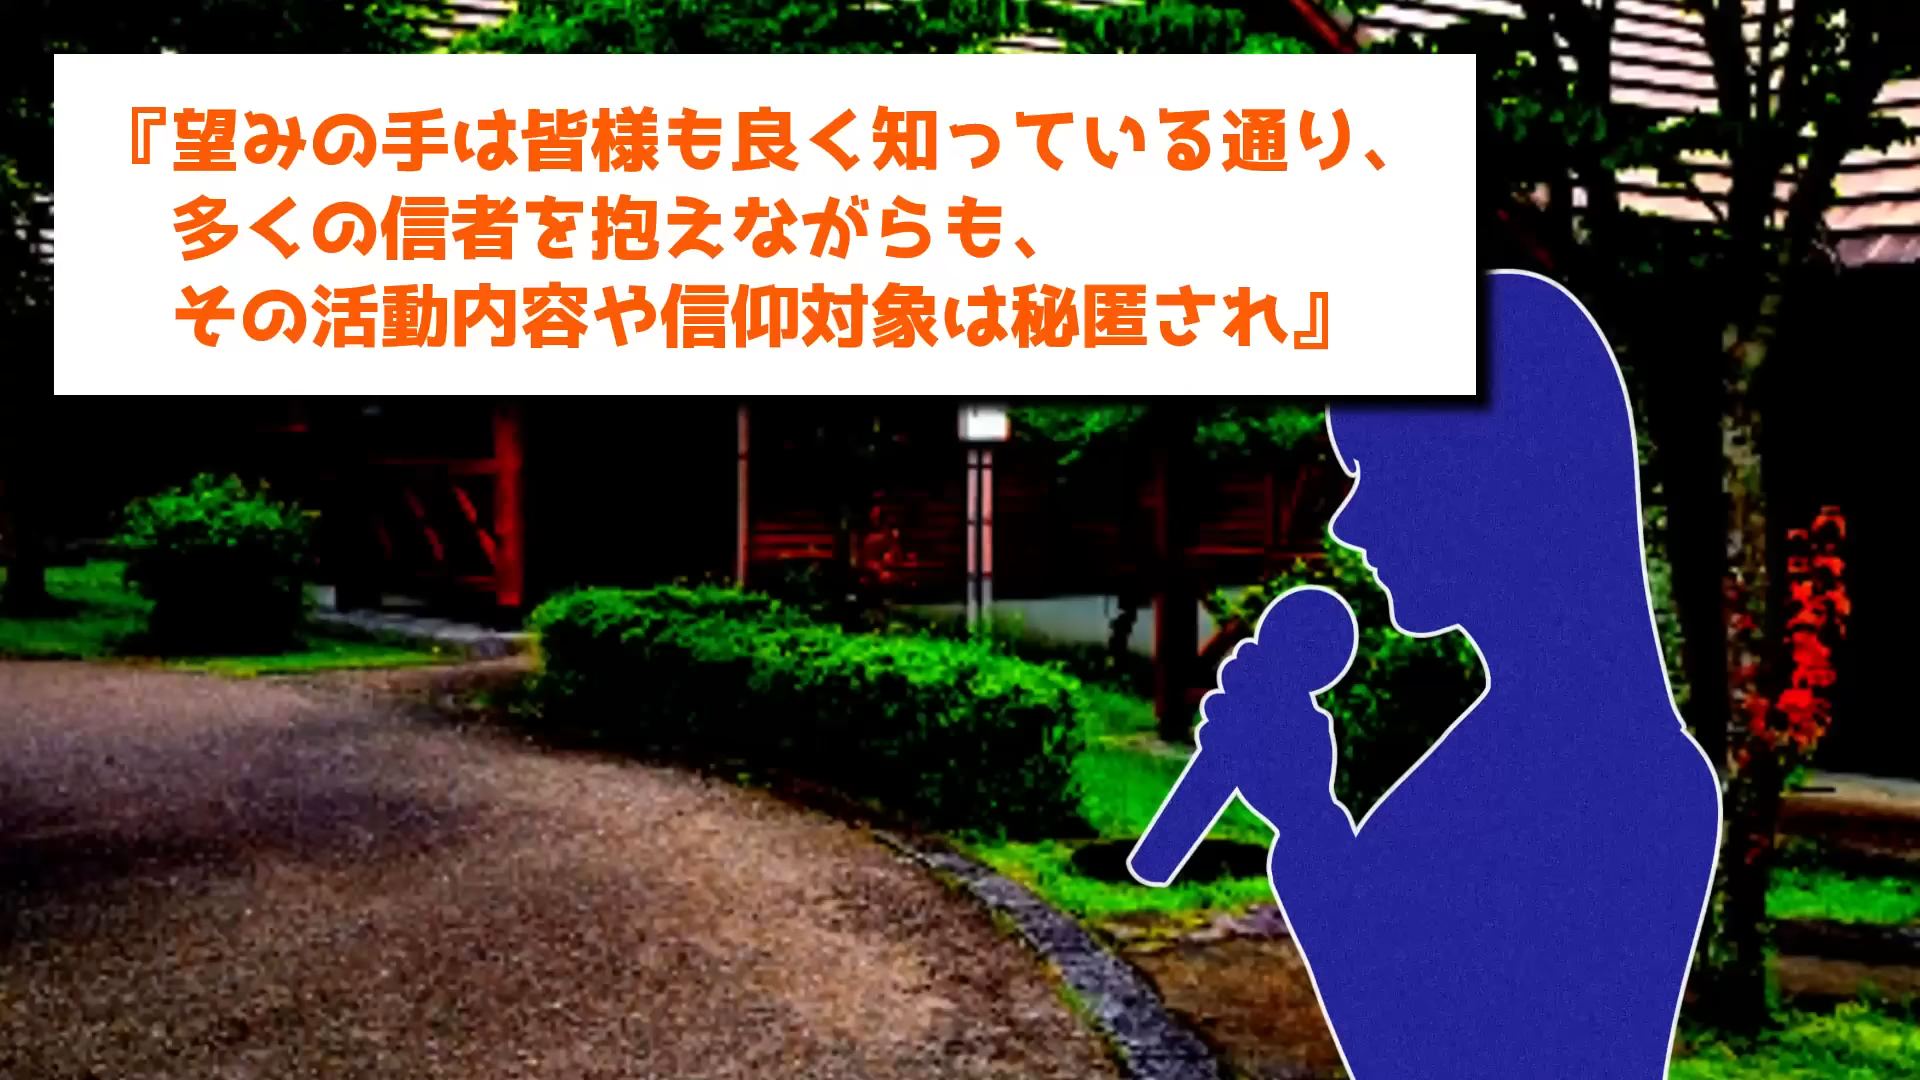 『望みの手は皆様も良く知っている通り、
多くの信者を抱えながらも、
その活動内容や信仰対象は秘匿され』